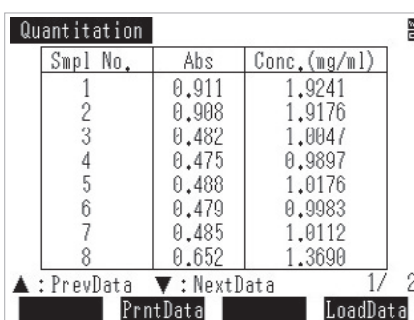 Quantitation
Smpl No. Abs Conc.(mg/ml)
1 0.911 1.9241
2 0.908 1.9176
3 0.482 1.0047
4 0.475 0.9897
5 0.488 1.0176
6 0.479 0.9983
7 0.485 1.0112
8 0.652 1.3690
▲:PrevData ▼:NextData 1/ 2
PrntData LoadData